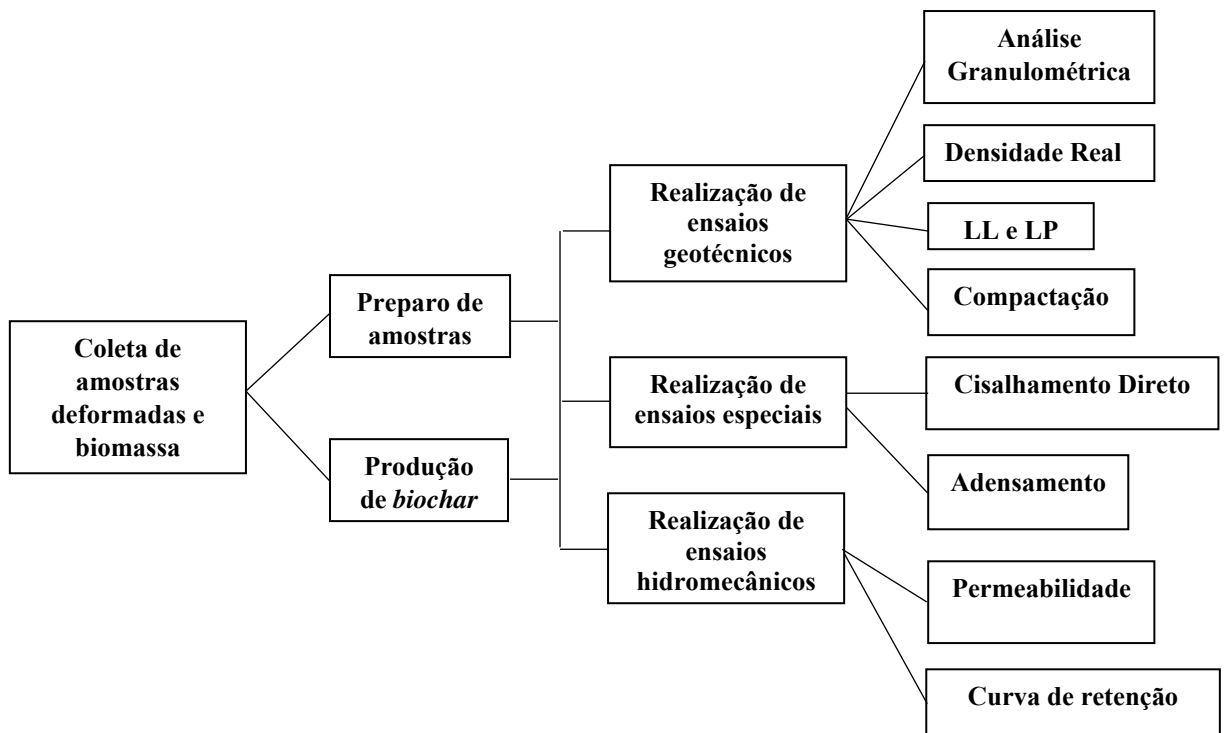 Coleta de
amostras
deformadas e
biomassa
Preparo de
amostras
Produção
de biochar
Realização de
ensaios
geotécnicos
Realização de
ensaios especiais
Realização de
ensaios
hidromecânicos
Análise
Granulométrica
Densidade Real
LL e LP
Compactação
Cisalhamento Direto
Adensamento
Permeabilidade
Curva de retenção